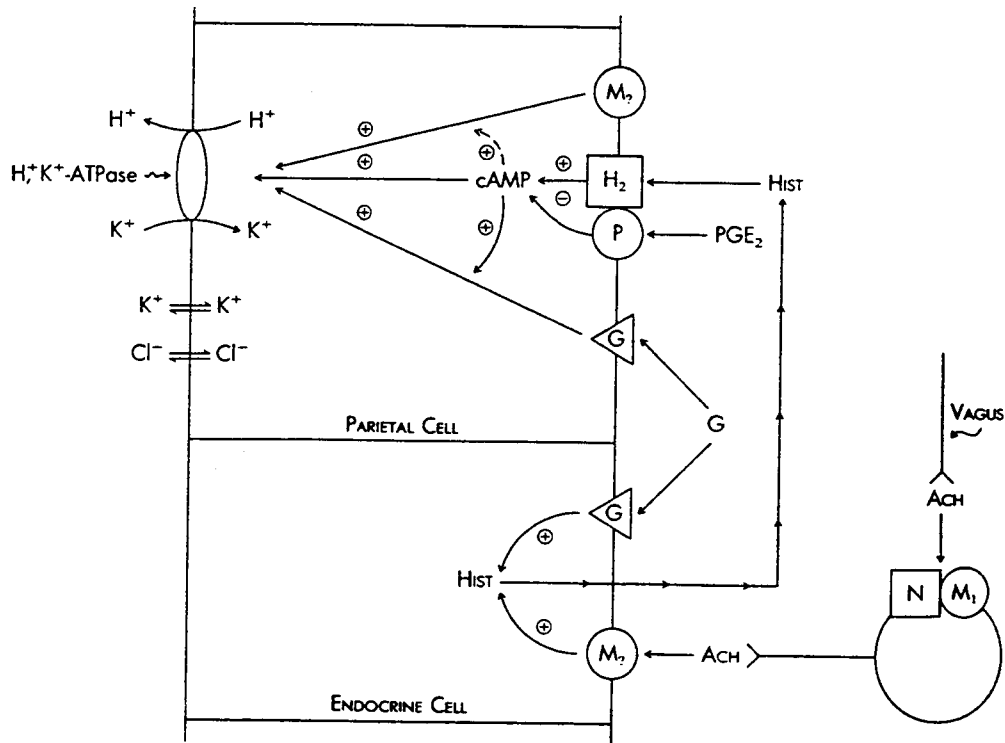 M?
H⁺ H⁺
⊕
⊕ ⊕ ⊕
H⁺,K⁺-ATPase cAMP H₂ HIST
⊕ ⊕ ⊖
K⁺ K⁺ P PGE₂
K⁺ ⇌ K⁺
G
Cl⁻ ⇌ Cl⁻
G
VAGUS
PARIETAL CELL
ACH
G
⊕
HIST
N M₁
⊕
M? ACH
ENDOCRINE CELL